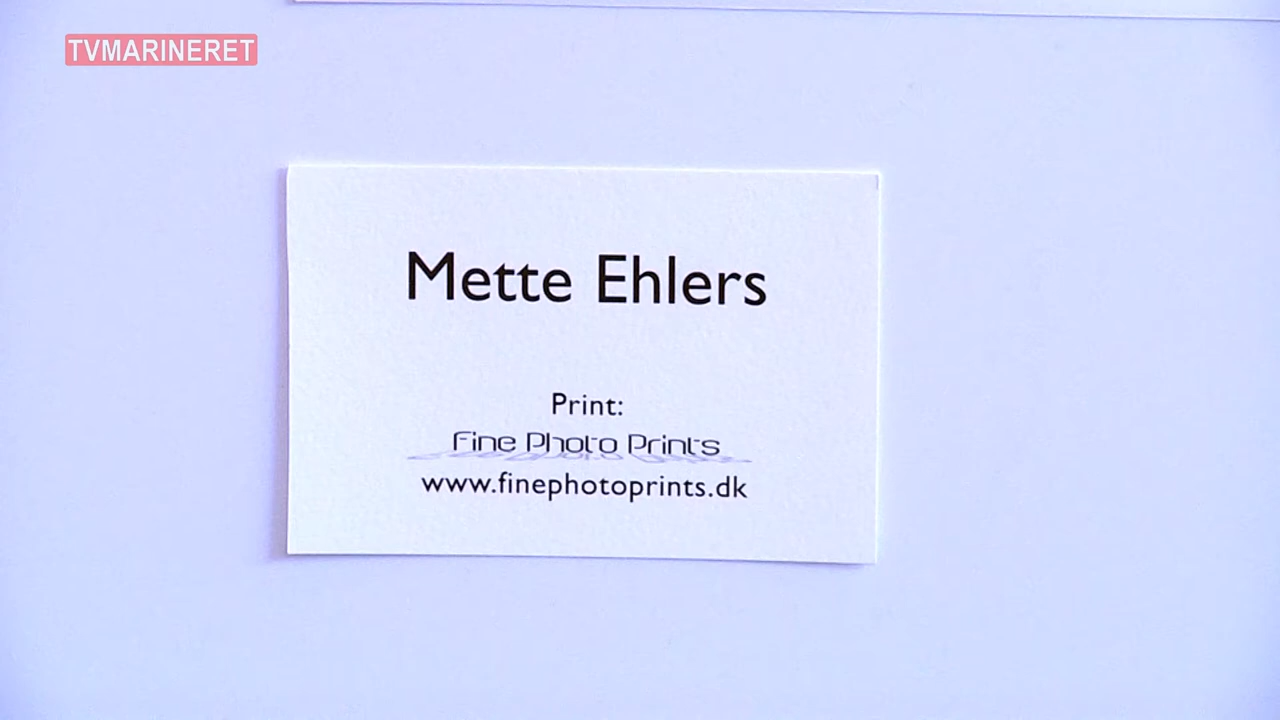 TVMARINERET
Mette Ehlers
Print:
Fine Photo Prints
www.finephotoprints.dk